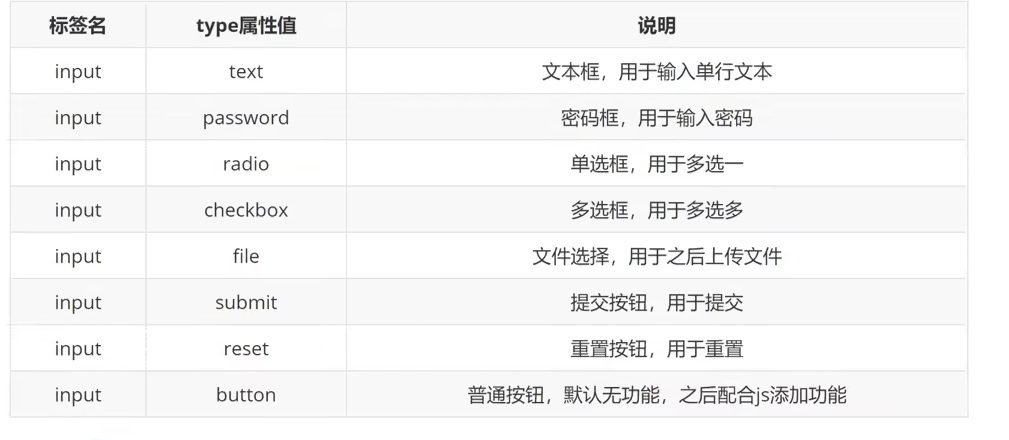 标签名 type属性值 说明
input text 文本框，用于输入单行文本
input password 密码框，用于输入密码
input radio 单选框，用于多选一
input checkbox 多选框，用于多选多
input file 文件选择，用于之后上传文件
input submit 提交按钮，用于提交
input reset 重置按钮，用于重置
input button 普通按钮，默认无功能，之后配合js添加功能